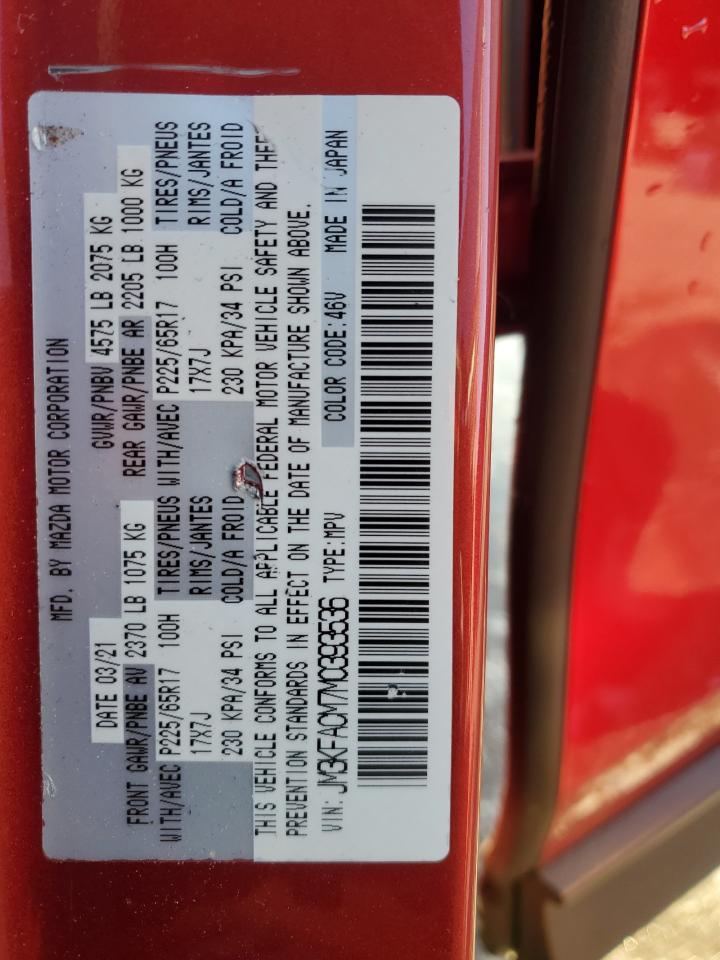 MFD. BY MAZDA MOTOR CORPORATION
DATE 03/21 GVWR/PNBV 4575 LB 2075 KG
FRONT GAWR/PNBE AV 2370 LB 1075 KG REAR GAWR/PNBE AR 2205 LB 1000 KG
WITH/AVEC P225/65R17 100H TIRES/PNEUS WITH/AVEC P225/65R17 100H TIRES/PNEUS
17X7J RIMS/JANTES 17X7J RIMS/JANTES
230 KPA/34 PSI COLD/A FROID 230 KPA/34 PSI COLD/A FROID
THIS VEHICLE CONFORMS TO ALL APPLICABLE FEDERAL MOTOR VEHICLE SAFETY AND THEFT
PREVENTION STANDARDS IN EFFECT ON THE DATE OF MANUFACTURE SHOWN ABOVE.
VIN: JM3KFACM7M0393636 TYPE:MPV COLOR CODE:46V MADE IN JAPAN